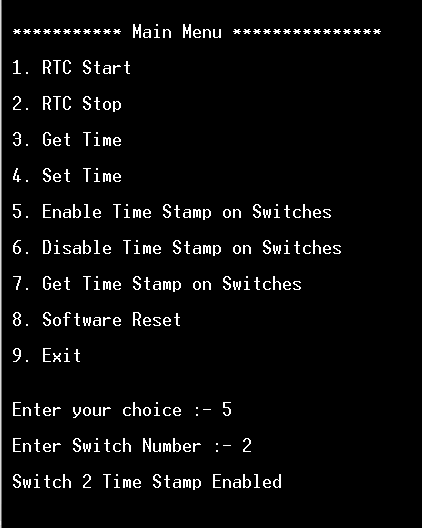 *********** Main Menu ***************
1. RTC Start
2. RTC Stop
3. Get Time
4. Set Time
5. Enable Time Stamp on Switches
6. Disable Time Stamp on Switches
7. Get Time Stamp on Switches
8. Software Reset
9. Exit
Enter your choice :- 5
Enter Switch Number :- 2
Switch 2 Time Stamp Enabled